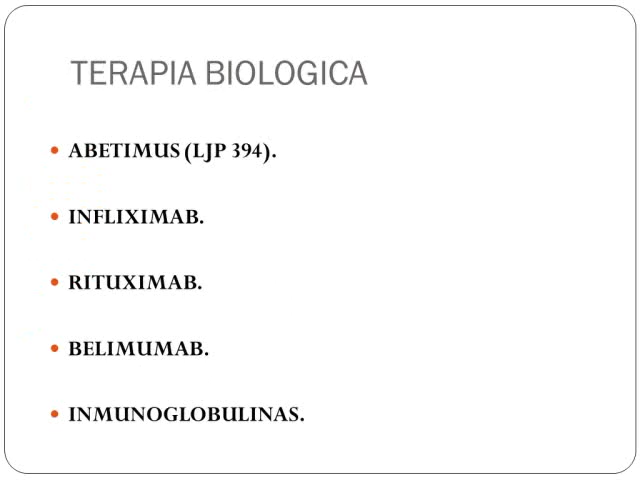 TERAPIA BIOLOGICA
• ABETIMUS (LJP 394).
• INFLIXIMAB.
• RITUXIMAB.
• BELIMUMAB.
• INMUNOGLOBULINAS.